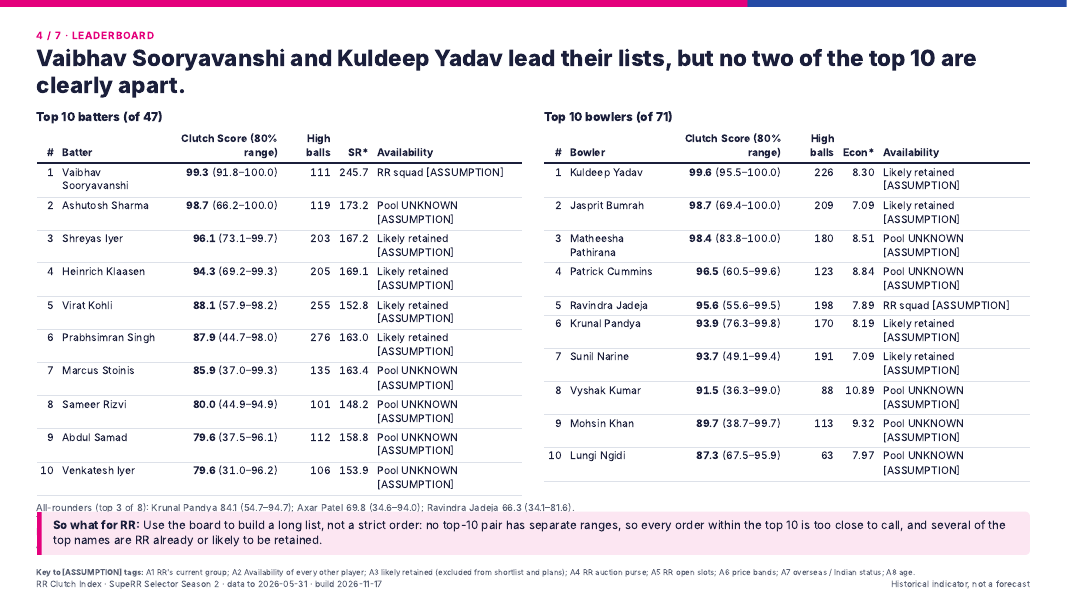 4 / 7 · LEADERBOARD
Vaibhav Sooryavanshi and Kuldeep Yadav lead their lists, but no two of the top 10 are
clearly apart.
Top 10 batters (of 47)
# Batter Clutch Score (80% range) High balls SR* Availability
1 Vaibhav Sooryavanshi 99.3 (91.8–100.0) 111 245.7 RR squad [ASSUMPTION]
2 Ashutosh Sharma 98.7 (66.2–100.0) 119 173.2 Pool UNKNOWN [ASSUMPTION]
3 Shreyas Iyer 96.1 (73.1–99.7) 203 167.2 Likely retained [ASSUMPTION]
4 Heinrich Klaasen 94.3 (69.2–99.3) 205 169.1 Likely retained [ASSUMPTION]
5 Virat Kohli 88.1 (57.9–98.2) 255 152.8 Likely retained [ASSUMPTION]
6 Prabhsimran Singh 87.9 (44.7–98.0) 276 163.0 Likely retained [ASSUMPTION]
7 Marcus Stoinis 85.9 (37.0–99.3) 135 163.4 Pool UNKNOWN [ASSUMPTION]
8 Sameer Rizvi 80.0 (44.9–94.9) 101 148.2 Pool UNKNOWN [ASSUMPTION]
9 Abdul Samad 79.6 (37.5–96.1) 112 158.8 Pool UNKNOWN [ASSUMPTION]
10 Venkatesh Iyer 79.6 (31.0–96.2) 106 153.9 Pool UNKNOWN [ASSUMPTION]
Top 10 bowlers (of 71)
# Bowler Clutch Score (80% range) High balls Econ* Availability
1 Kuldeep Yadav 99.6 (95.5–100.0) 226 8.30 Likely retained [ASSUMPTION]
2 Jasprit Bumrah 98.7 (69.4–100.0) 209 7.09 Likely retained [ASSUMPTION]
3 Matheesha Pathirana 98.4 (83.8–100.0) 180 8.51 Pool UNKNOWN [ASSUMPTION]
4 Patrick Cummins 96.5 (60.5–99.6) 123 8.84 Pool UNKNOWN [ASSUMPTION]
5 Ravindra Jadeja 95.6 (55.6–99.5) 198 7.89 RR squad [ASSUMPTION]
6 Krunal Pandya 93.9 (76.3–99.8) 170 8.19 Likely retained [ASSUMPTION]
7 Sunil Narine 93.7 (49.1–99.4) 191 7.09 Likely retained [ASSUMPTION]
8 Vyshak Kumar 91.5 (36.3–99.0) 88 10.89 Pool UNKNOWN [ASSUMPTION]
9 Mohsin Khan 89.7 (38.7–99.7) 113 9.32 Pool UNKNOWN [ASSUMPTION]
10 Lungi Ngidi 87.3 (67.5–95.9) 63 7.97 Pool UNKNOWN [ASSUMPTION]
All-rounders (top 3 of 8): Krunal Pandya 84.1 (54.7–94.7); Axar Patel 69.8 (34.6–94.0); Ravindra Jadeja 66.3 (34.1–81.6).
So what for RR: Use the board to build a long list, not a strict order: no top-10 pair has separate ranges, so every order within the top 10 is too close to call, and several of the
top names are RR already or likely to be retained.
Key to [ASSUMPTION] tags: A1 RR's current group; A2 Availability of every other player; A3 likely retained (excluded from shortlist and plans); A4 RR auction purse; A5 RR open slots; A6 price bands; A7 overseas / Indian status; A8 age.
RR Clutch Index · SupeRR Selector Season 2 · data to 2026-05-31 · build 2026-11-17
Historical indicator, not a forecast